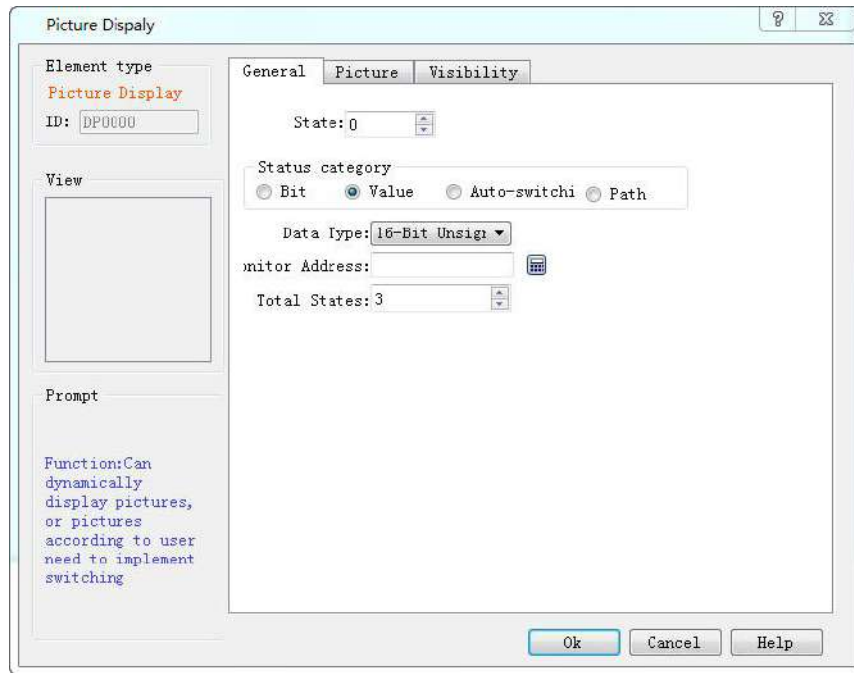 Picture Dispaly
Element type
Picture Display
ID: DP0000
View
Prompt
Function:Can
dynamically
display pictures,
or pictures
according to user
need to implement
switching
General Picture Visibility
State: 0
Status category
Bit Value Auto-switchi Path
Data Type: 16-Bit Unsig
onitor Address:
Total States: 3
Ok Cancel Help